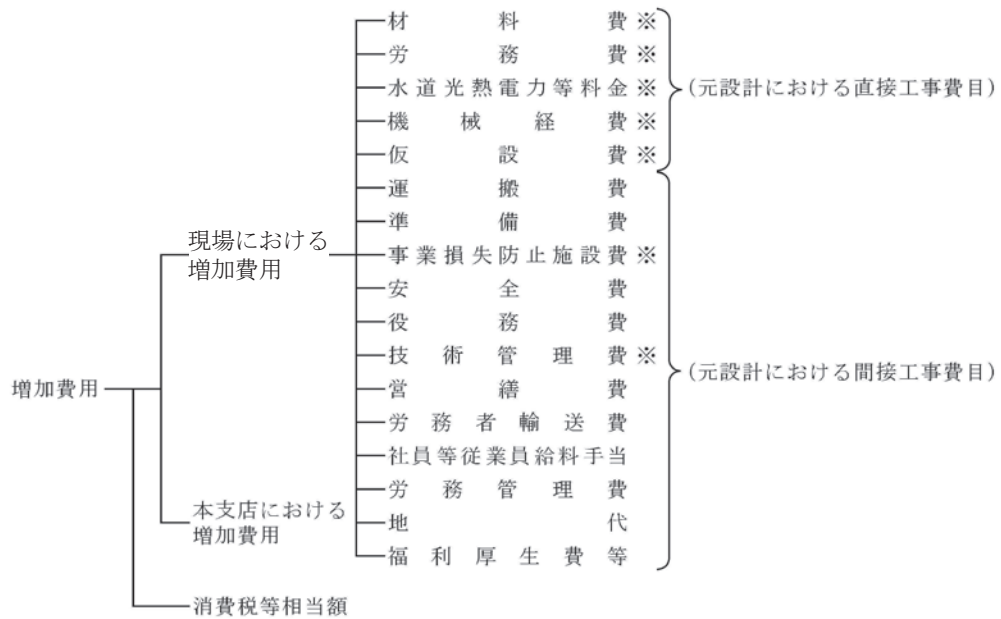 材料費※
労務費※
水道光熱電力等料金※
機械経費※
仮設費※
(元設計における直接工事費目)
運搬費
準備費
事業損失防止施設費※
安全費
役務費
技術管理費※
営繕費
労務者輸送費
社員等従業員給料手当
労務管理費
地代
福利厚生費等
(元設計における間接工事費目)
現場における
増加費用
増加費用
本支店における
増加費用
消費税等相当額